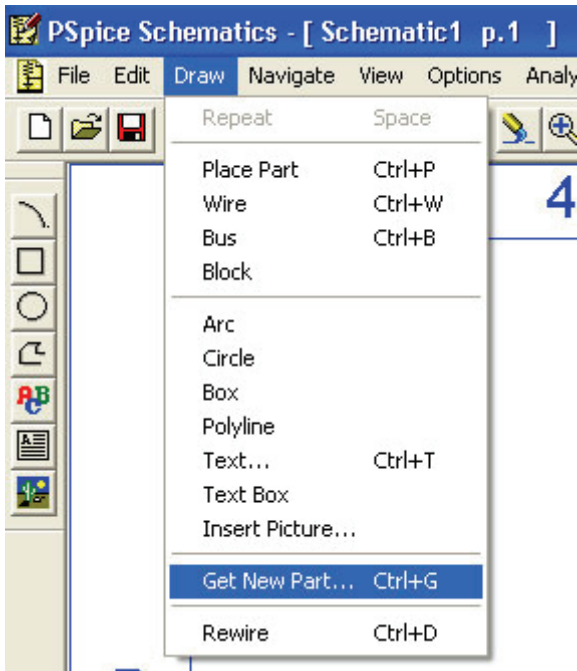 PSpice Schematics - [ Schematic1 p.1 ]
File Edit Draw Navigate View Options Analy
Repeat Space
Place Part Ctrl+P
Wire Ctrl+W
4
Bus Ctrl+B
Block
Arc
Circle
Box
ABC
Polyline
Text... Ctrl+T
Text Box
Insert Picture...
Get New Part... Ctrl+G
Rewire Ctrl+D